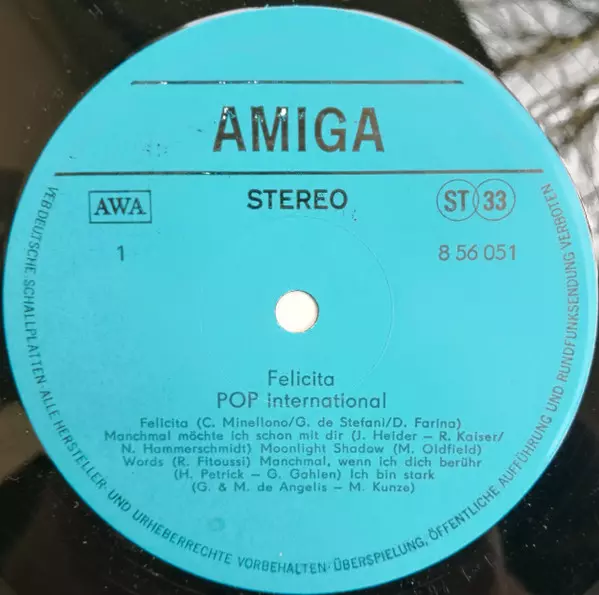 AMIGA
AWA
STEREO
ST 33
1
8 56 051
Felicita
POP international
Felicita (C. Minellono/G. de Stefani/D. Farina)
Manchmal möchte ich schon mit dir (J. Heider – R. Kaiser/
N. Hammerschmidt) Moonlight Shadow (M. Oldfield)
Words (R. Fitoussi) Manchmal, wenn ich dich berühr
(H. Petrick – G. Gahlen) Ich bin stark
(G. & M. de Angelis – M. Kunze)
VEB DEUTSCHE SCHALLPLATTEN · ALLE HERSTELLER- UND URHEBERRECHTE VORBEHALTEN · ÜBERSPIELUNG, ÖFFENTLICHE AUFFÜHRUNG UND RUNDFUNKSENDUNG VERBOTEN